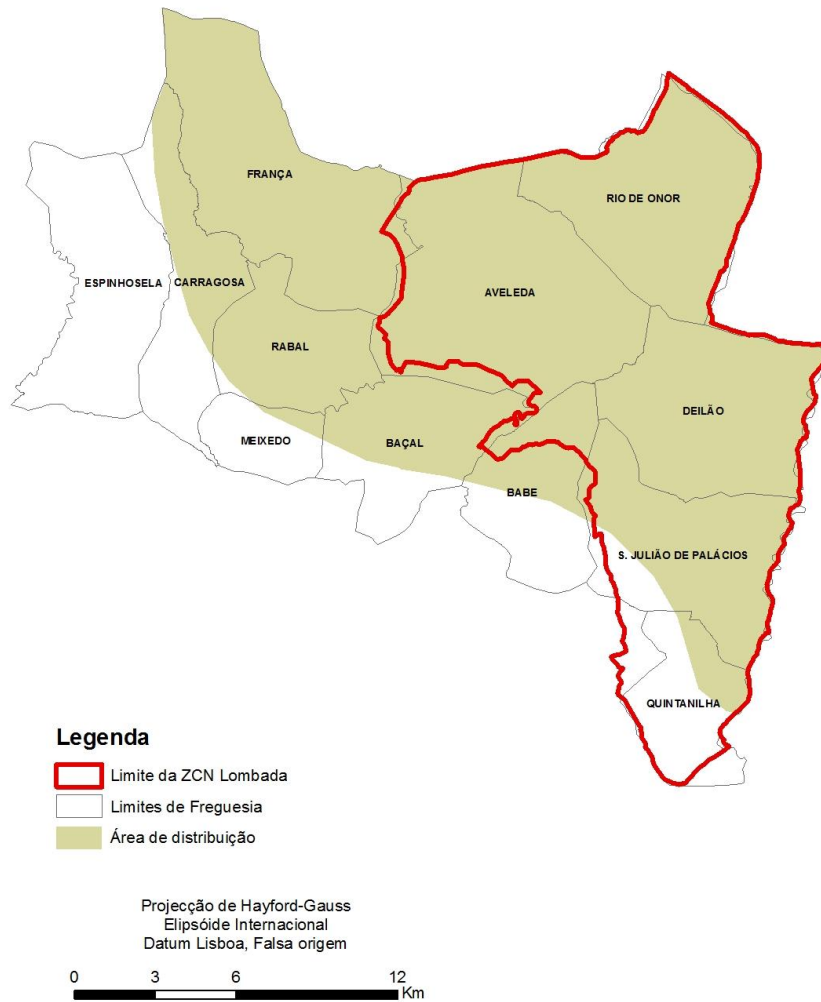 FRANÇA
RIO DE ONOR
ESPINHOSELA
CARRAGOSA
AVELEDA
RABAL
DEILÃO
MEIXEDO
BAÇAL
BABE
S. JULIÃO DE PALÁCIOS
QUINTANILHA
Legenda
Limite da ZCN Lombada
Limites de Freguesia
Área de distribuição
Projecção de Hayford-Gauss
Elipsóide Internacional
Datum Lisboa, Falsa origem
0 3 6 12
Km